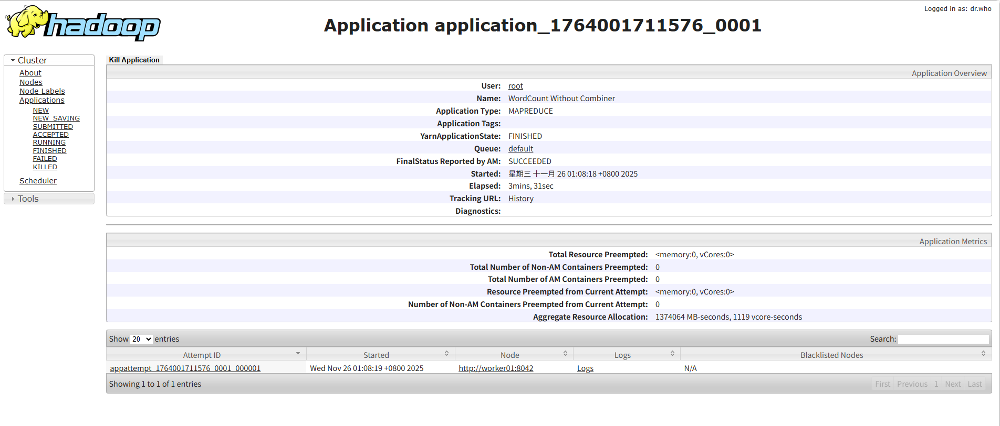 hadoop
Logged in as: dr.who
Application application_1764001711576_0001
Cluster
About
Nodes
Node Labels
Applications
NEW
NEW_SAVING
SUBMITTED
ACCEPTED
RUNNING
FINISHED
FAILED
KILLED
Scheduler
Tools
Kill Application
Application Overview
User: root
Name: WordCount Without Combiner
Application Type: MAPREDUCE
Application Tags:
YarnApplicationState: FINISHED
Queue: default
FinalStatus Reported by AM: SUCCEEDED
Started: 星期三 十一月 26 01:08:18 +0800 2025
Elapsed: 3mins, 31sec
Tracking URL: History
Diagnostics:
Application Metrics
Total Resource Preempted: <memory:0, vCores:0>
Total Number of Non-AM Containers Preempted: 0
Total Number of AM Containers Preempted: 0
Resource Preempted from Current Attempt: <memory:0, vCores:0>
Number of Non-AM Containers Preempted from Current Attempt: 0
Aggregate Resource Allocation: 1374064 MB-seconds, 1119 vcore-seconds
Show 20 entries Search:
Attempt ID Started Node Logs Blacklisted Nodes
appattempt_1764001711576_0001_000001 Wed Nov 26 01:08:19 +0800 2025 http://worker01:8042 Logs N/A
Showing 1 to 1 of 1 entries First Previous 1 Next Last